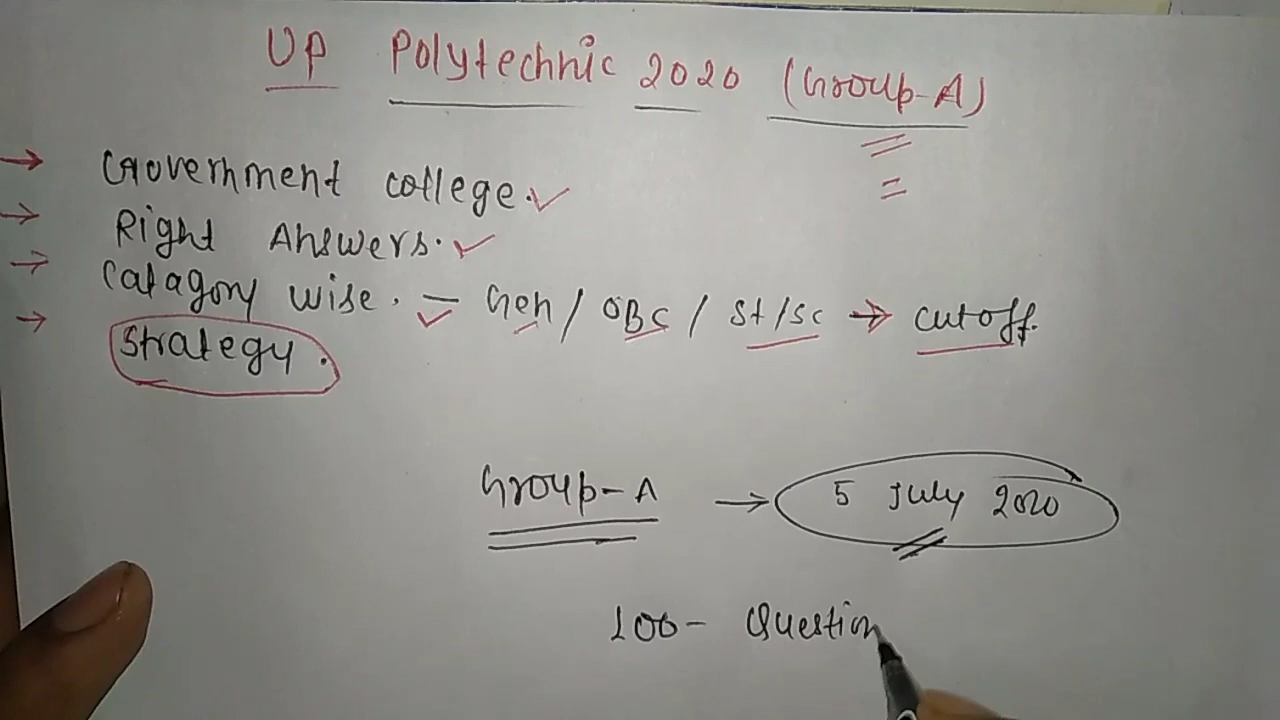 UP Polytechnic 2020 (Group-A)
→ Government college. ✓
→ Right Answers. ✓
→ Catagory wise. - Gen / OBC / St/sc → cutoff.
→ Strategy.
Group-A → 5 July 2020
100- Question